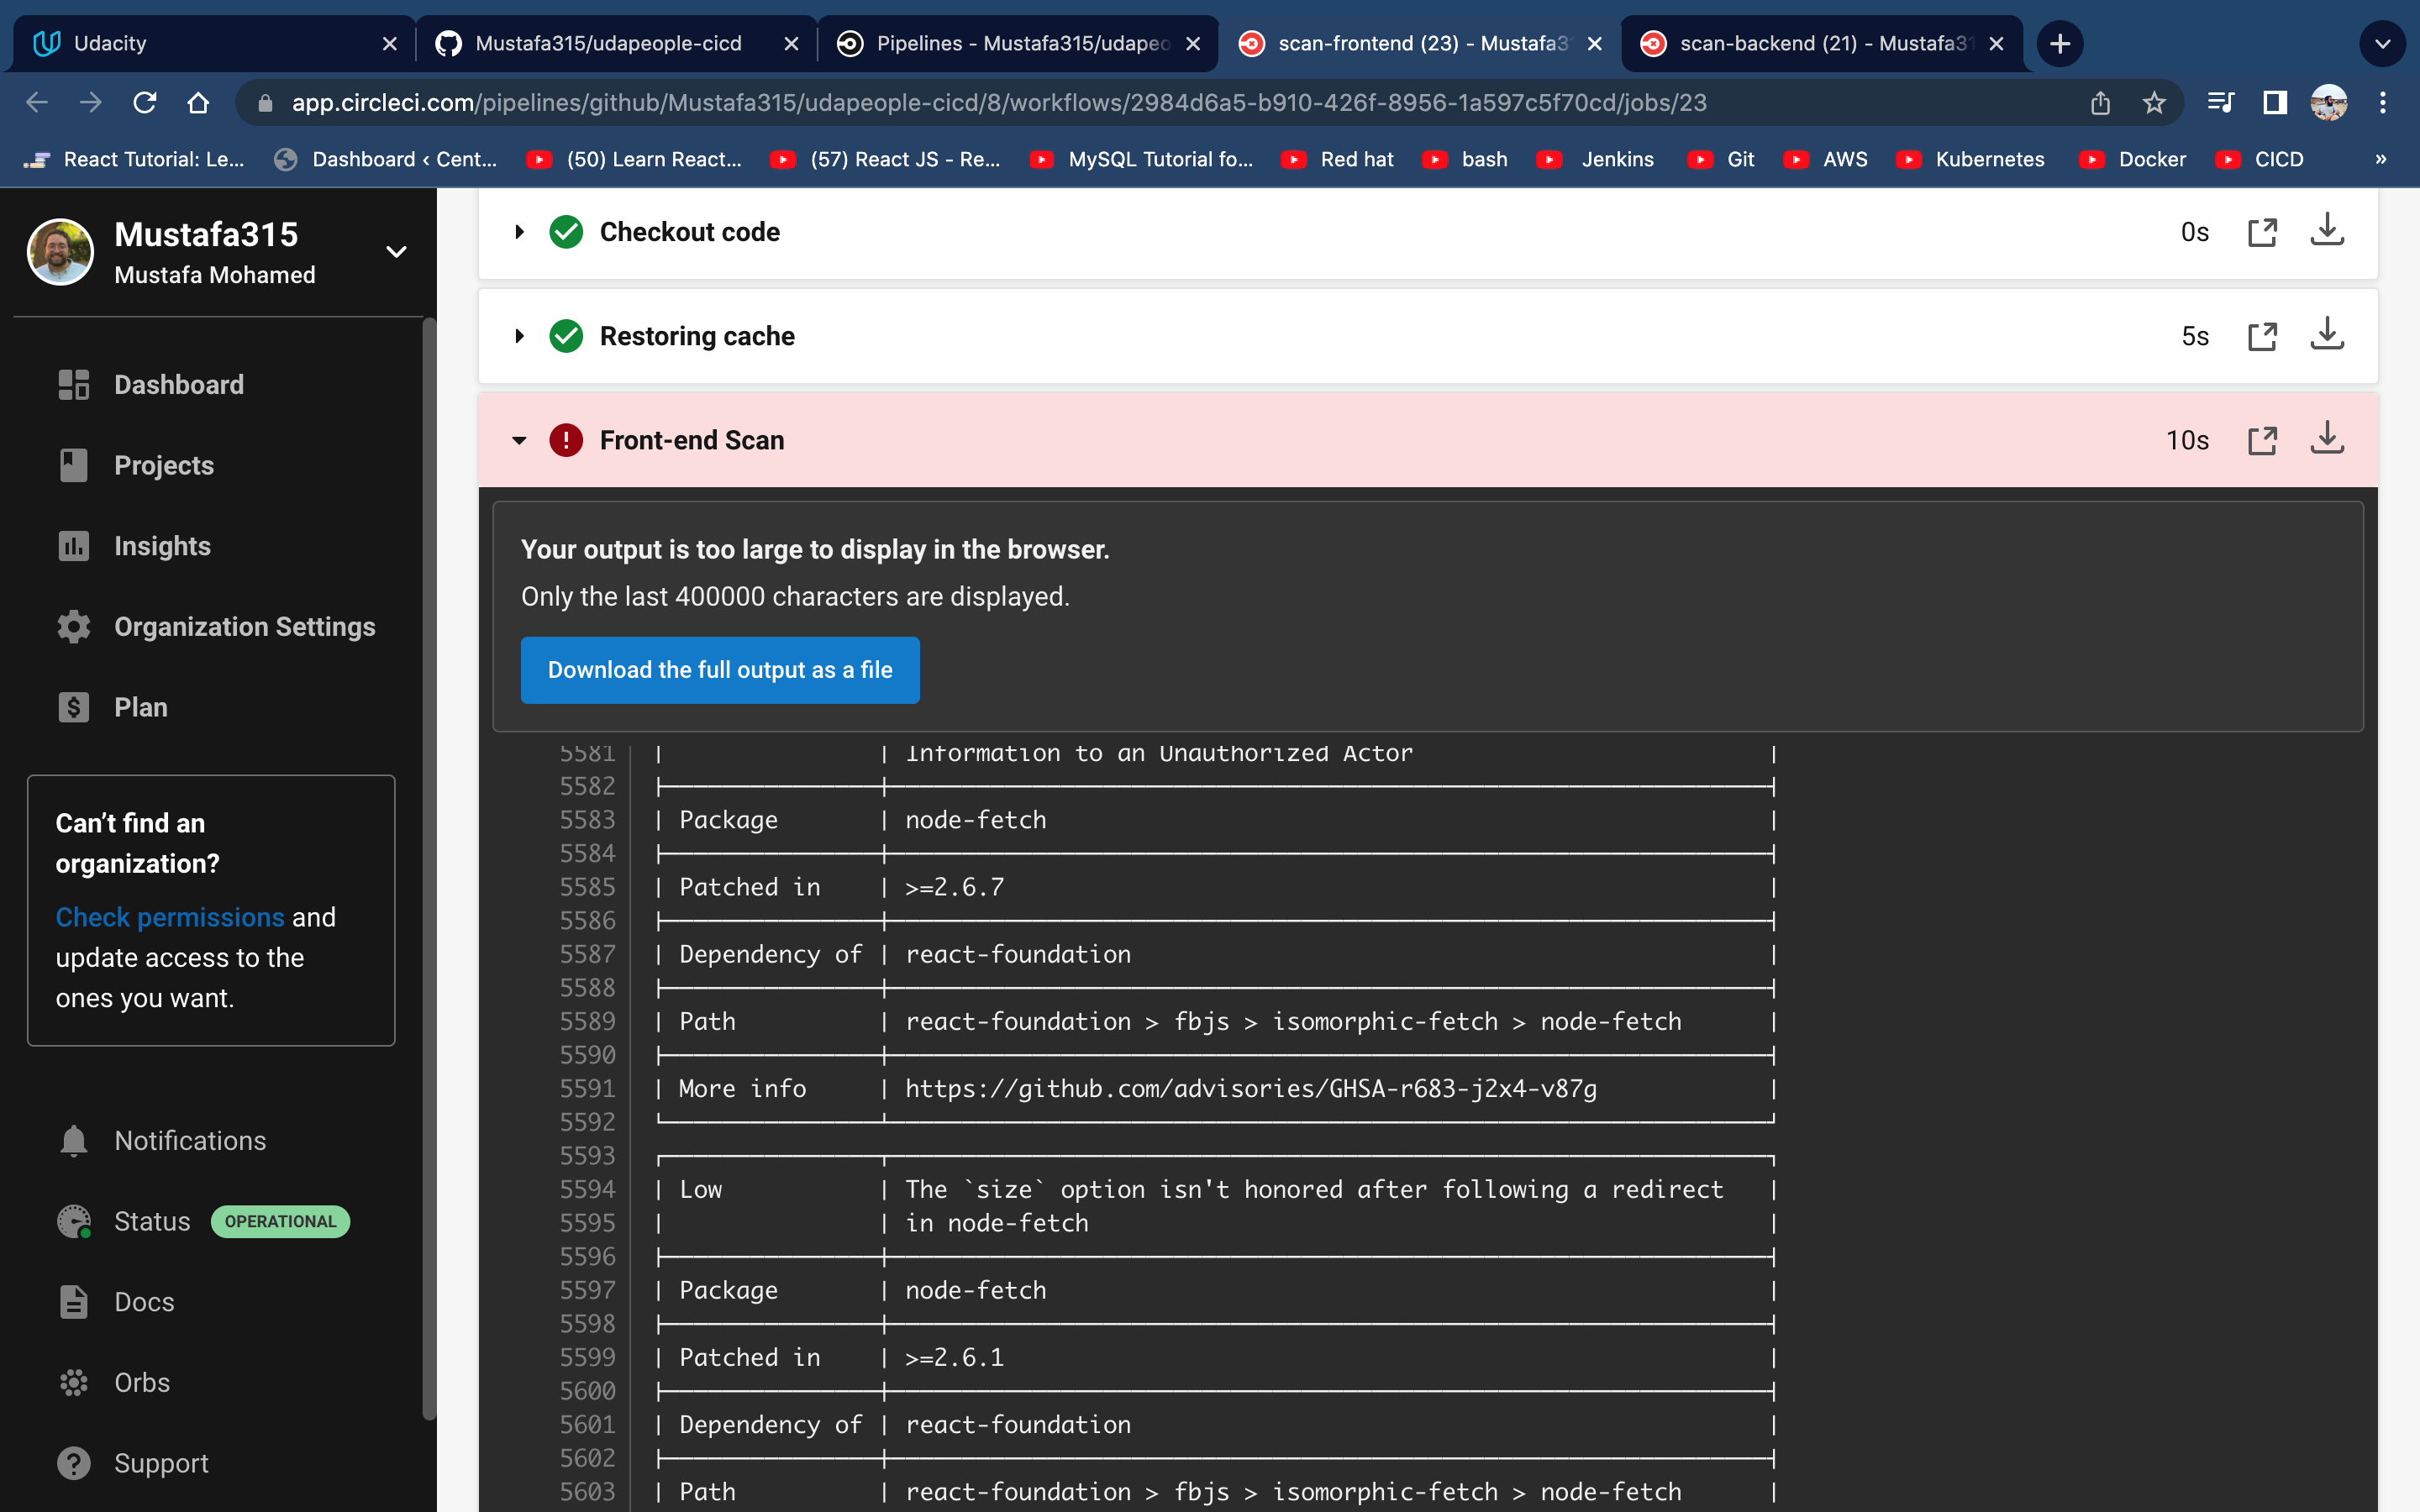 Udacity
Mustafa315/udapeople-cicd
Pipelines - Mustafa315/udapeo
scan-frontend (23) - Mustafa3
scan-backend (21) - Mustafa31
app.circleci.com/pipelines/github/Mustafa315/udapeople-cicd/8/workflows/2984d6a5-b910-426f-8956-1a597c5f70cd/jobs/23
React Tutorial: Le...
Dashboard ‹ Cent...
(50) Learn React...
(57) React JS - Re...
MySQL Tutorial fo...
Red hat
bash
Jenkins
Git
AWS
Kubernetes
Docker
CICD
»
Mustafa315
Mustafa Mohamed
Dashboard
Projects
Insights
Organization Settings
Plan
Can't find an
organization?
Check permissions and
update access to the
ones you want.
Notifications
Status OPERATIONAL
Docs
Orbs
Support
Checkout code 0s
Restoring cache 5s
Front-end Scan 10s
Your output is too large to display in the browser.
Only the last 400000 characters are displayed.
Download the full output as a file
5581 Information to an Unauthorized Actor
5582
5583 Package node-fetch
5584
5585 Patched in >=2.6.7
5586
5587 Dependency of react-foundation
5588
5589 Path react-foundation > fbjs > isomorphic-fetch > node-fetch
5590
5591 More info https://github.com/advisories/GHSA-r683-j2x4-v87g
5592
5593
5594 Low The `size` option isn't honored after following a redirect
5595 in node-fetch
5596
5597 Package node-fetch
5598
5599 Patched in >=2.6.1
5600
5601 Dependency of react-foundation
5602
5603 Path react-foundation > fbjs > isomorphic-fetch > node-fetch